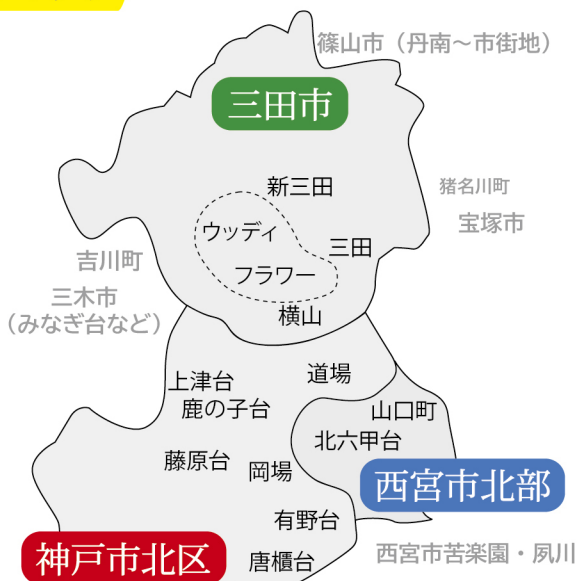 篠山市（丹南～市街地）
三田市
新三田
猪名川町
宝塚市
ウッディ
三田
吉川町
フラワー
三木市
（みなぎ台など）
横山
道場
上津台
鹿の子台
山口町
北六甲台
藤原台
岡場
西宮市北部
有野台
神戸市北区
唐櫃台
西宮市苦楽園・夙川